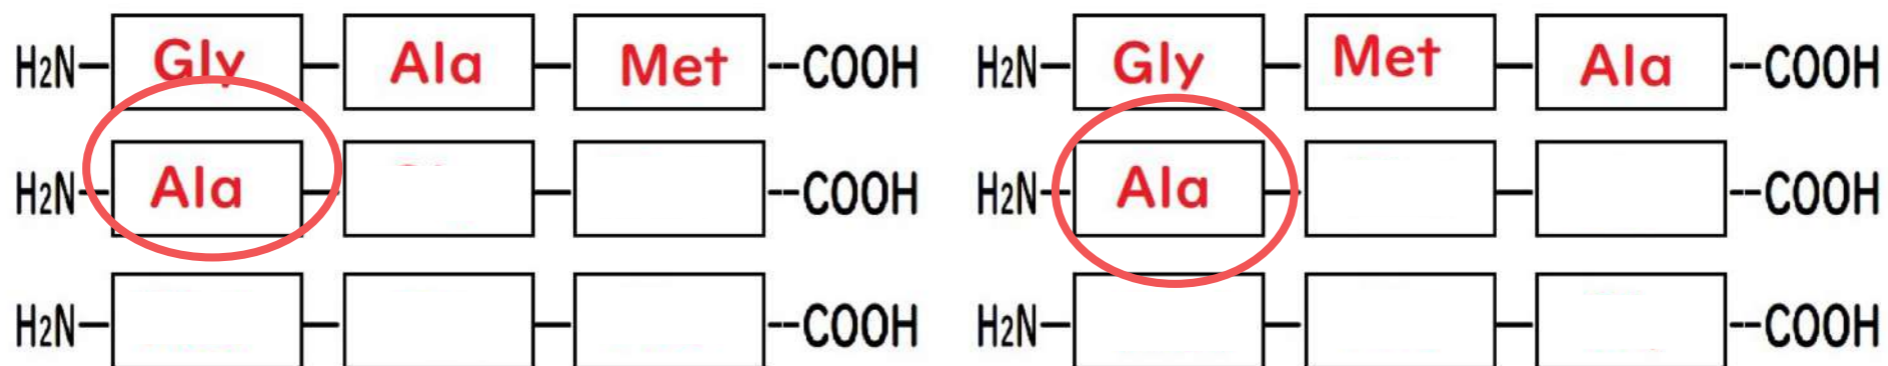 H2N Gly Ala Met COOH H2N Gly Met Ala COOH
H2N Ala COOH H2N Ala COOH
H2N COOH H2N COOH